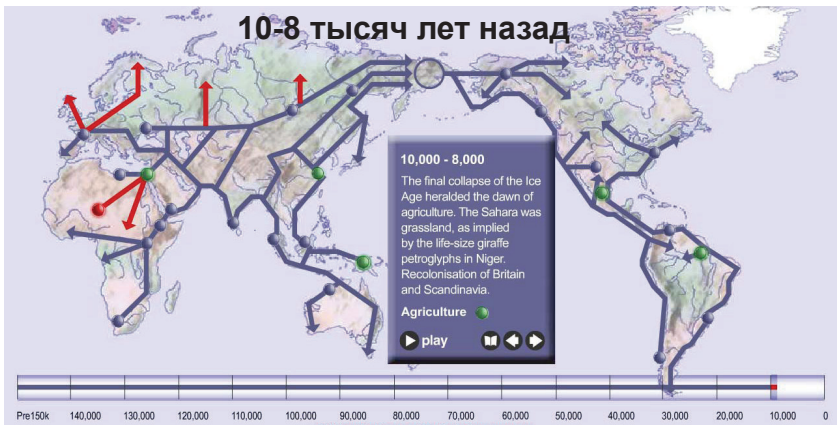 10-8 тысяч лет назад
10,000 - 8,000
The final collapse of the Ice
Age heralded the dawn of
agriculture. The Sahara was
grassland, as implied
by the life-size giraffe
petroglyphs in Niger.
Recolonisation of Britain
and Scandinavia.
Agriculture
play
Pre150k 140,000 130,000 120,000 110,000 100,000 90,000 80,000 70,000 60,000 50,000 40,000 30,000 20,000 10,000 0